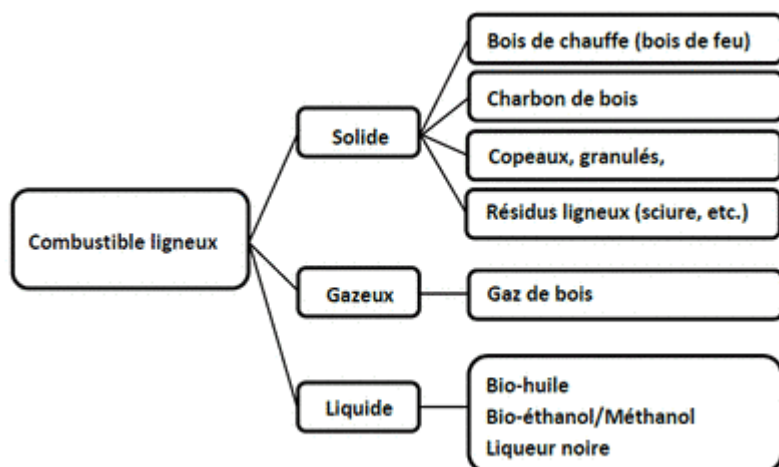 Combustible ligneux
Solide
Bois de chauffe (bois de feu)
Charbon de bois
Copeaux, granulés,
Résidus ligneux (sciure, etc.)
Gazeux
Gaz de bois
Liquide
Bio-huile
Bio-éthanol/Méthanol
Liqueur noire